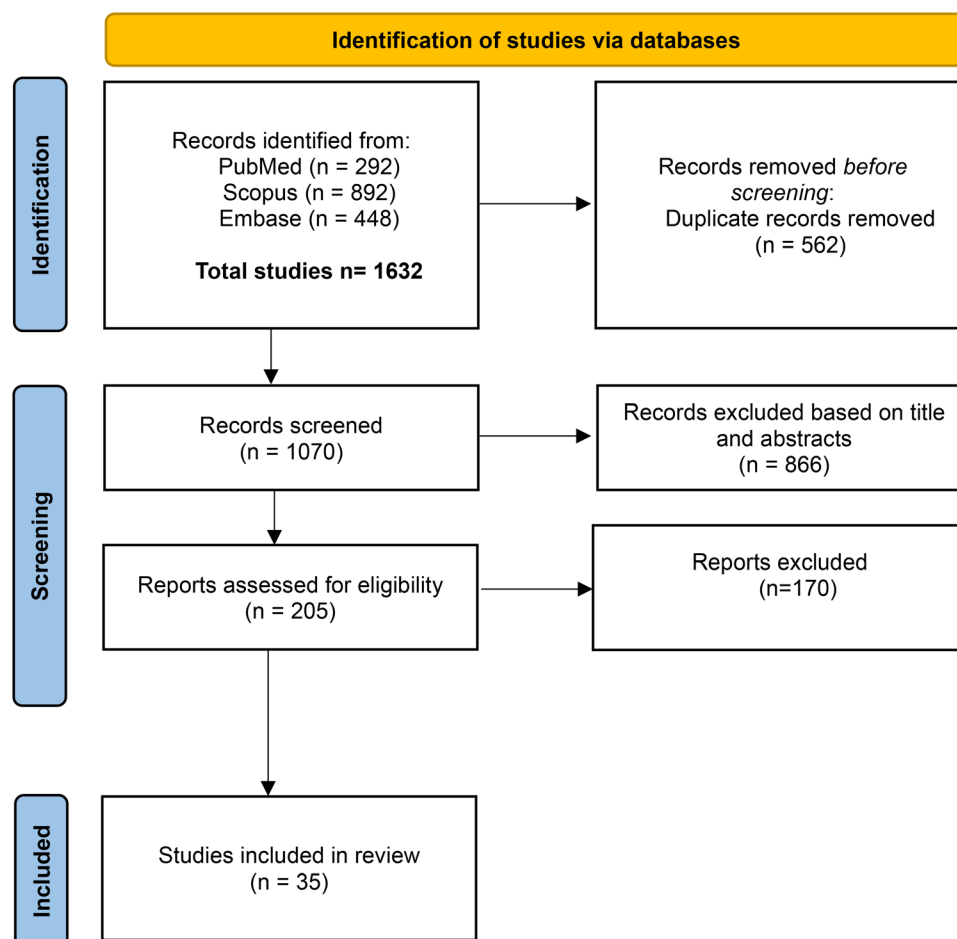 Identification of studies via databases
Identification
Records identified from:
PubMed (n = 292)
Scopus (n = 892)
Embase (n = 448)
Total studies n= 1632
Records removed before
screening:
Duplicate records removed
(n = 562)
Screening
Records screened
(n = 1070)
Records excluded based on title
and abstracts
(n = 866)
Reports assessed for eligibility
(n = 205)
Reports excluded
(n=170)
Included
Studies included in review
(n = 35)